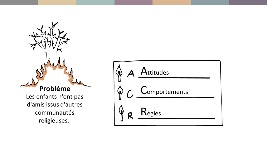 Problème
Les enfants n'ont pas
d'amis issus d'autres
communautés
religieuses.
A Attitudes
C Comportements
R Règles